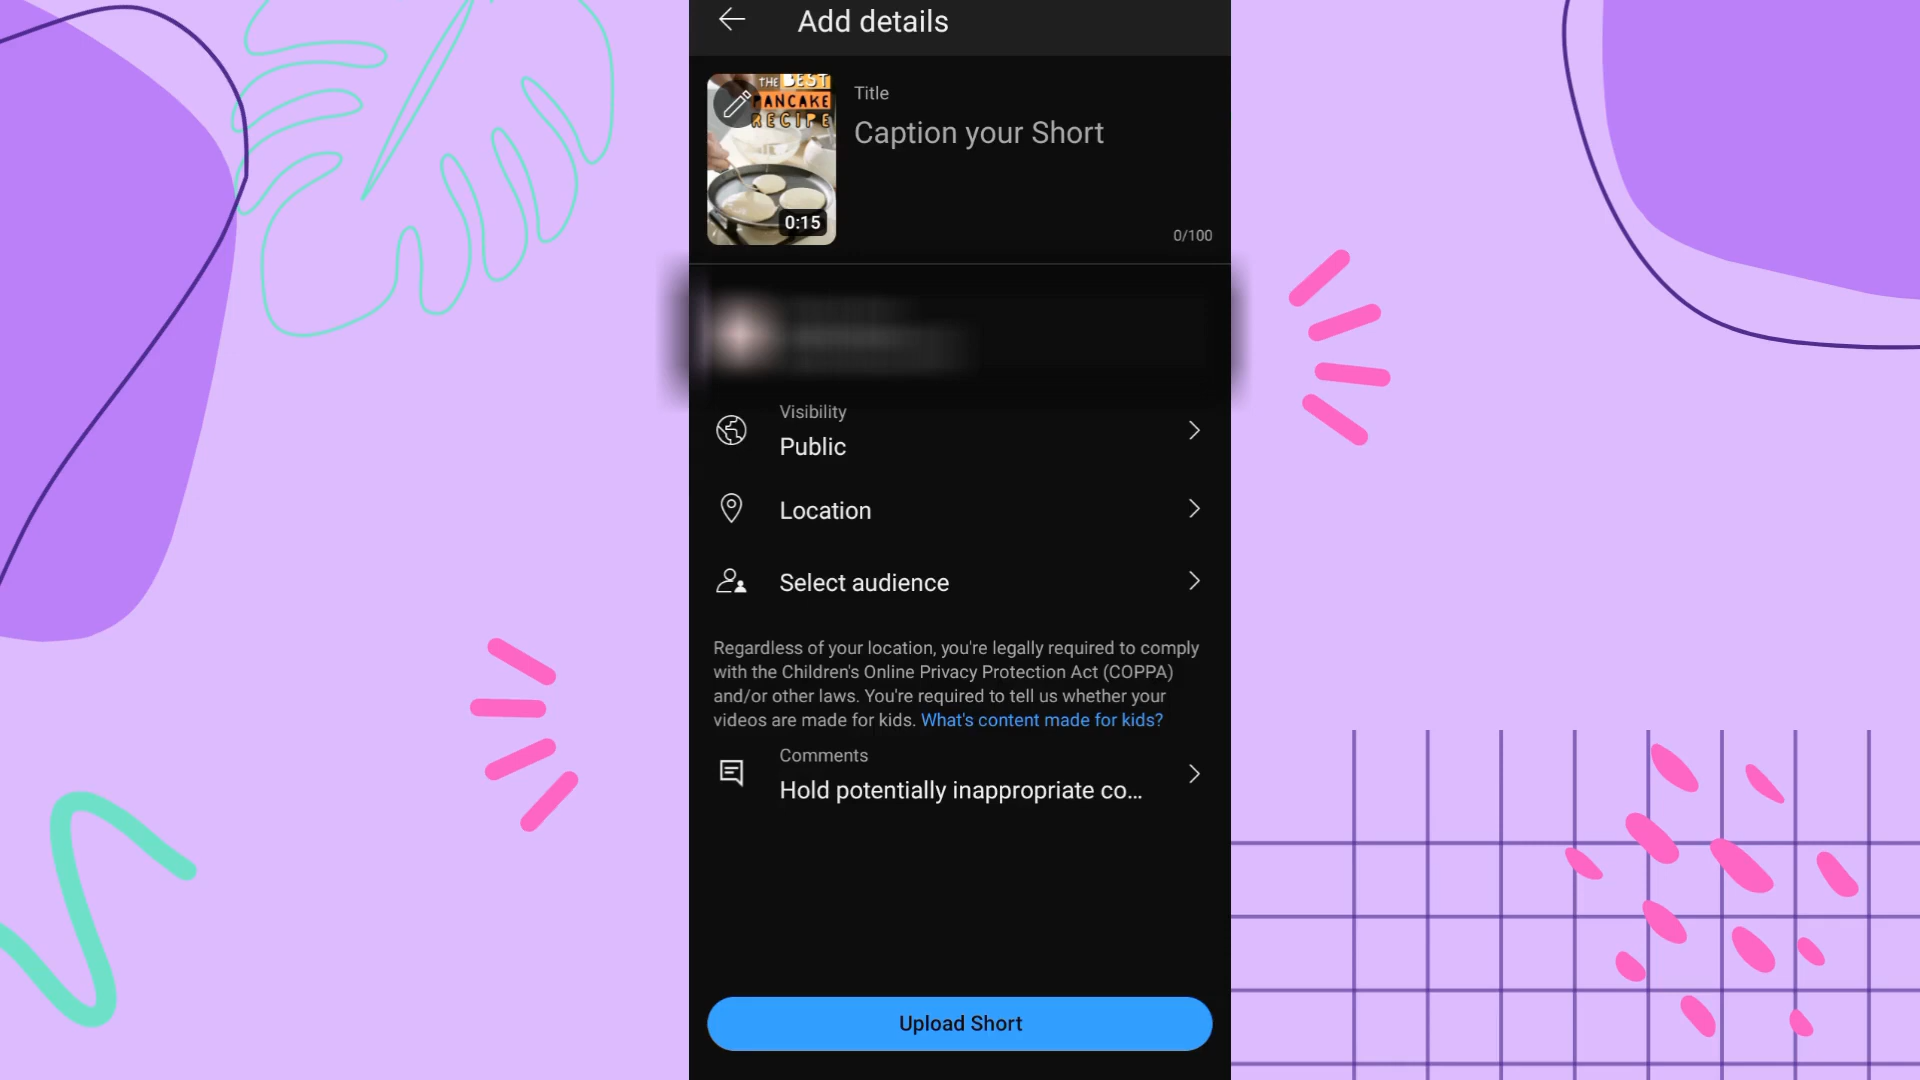 Add details
THE BEST
PANCAKE
RECIPE
0:15
Title
Caption your Short
0/100
Visibility
Public
Location
Select audience
Regardless of your location, you're legally required to comply
with the Children's Online Privacy Protection Act (COPPA)
and/or other laws. You're required to tell us whether your
videos are made for kids. What's content made for kids?
Comments
Hold potentially inappropriate co...
Upload Short